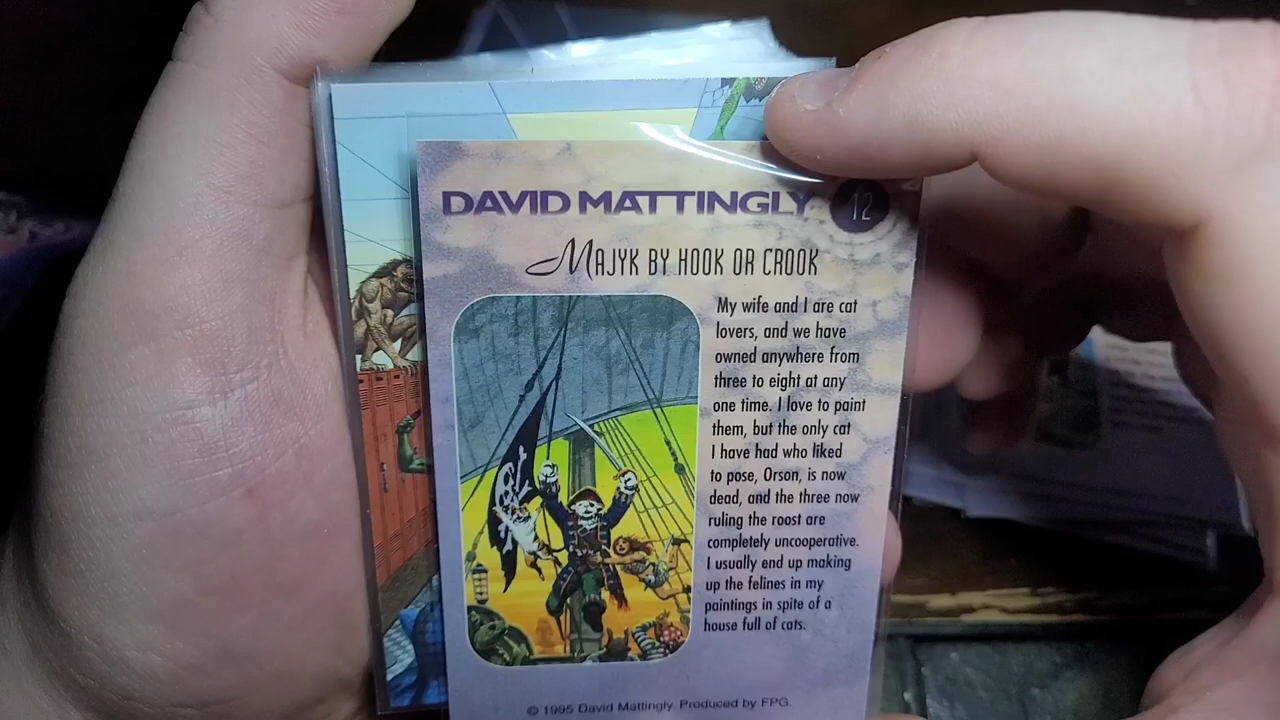 DAVID MATTINGLY
12
MAJYK BY HOOK OR CROOK
My wife and I are cat
lovers, and we have
owned anywhere from
three to eight at any
one time. I love to paint
them, but the only cat
I have had who liked
to pose, Orson, is now
dead, and the three now
ruling the roost are
completely uncooperative.
I usually end up making
up the felines in my
paintings in spite of a
house full of cats.
© 1995 David Mattingly. Produced by FPG.